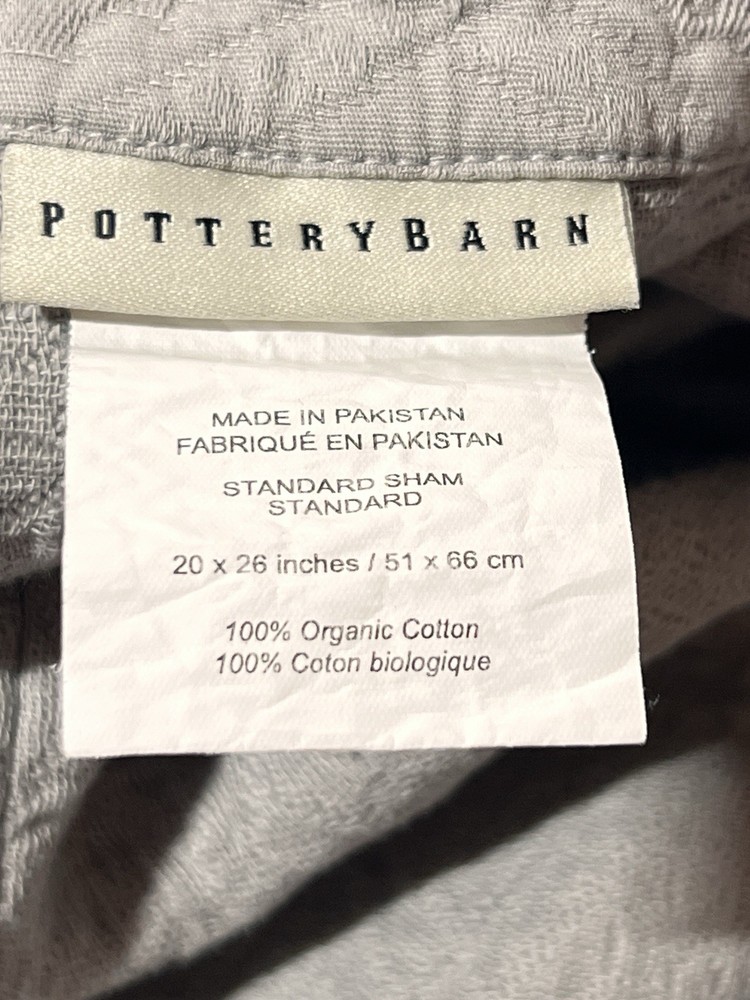 POTTERYBARN
MADE IN PAKISTAN
FABRIQUÉ EN PAKISTAN
STANDARD SHAM
STANDARD
20 x 26 inches / 51 x 66 cm
100% Organic Cotton
100% Coton biologique